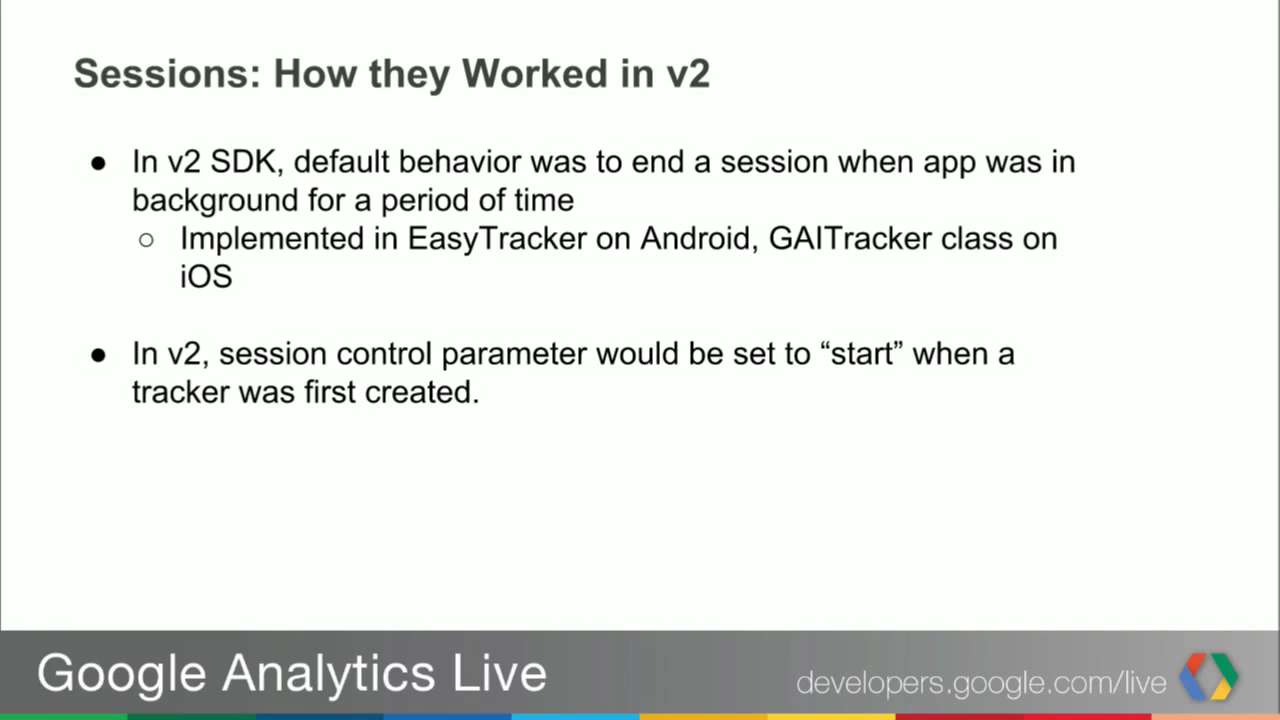 Sessions: How they Worked in v2
● In v2 SDK, default behavior was to end a session when app was in
background for a period of time
○ Implemented in EasyTracker on Android, GAITracker class on
iOS
● In v2, session control parameter would be set to “start” when a
tracker was first created.
Google Analytics Live
developers.google.com/live